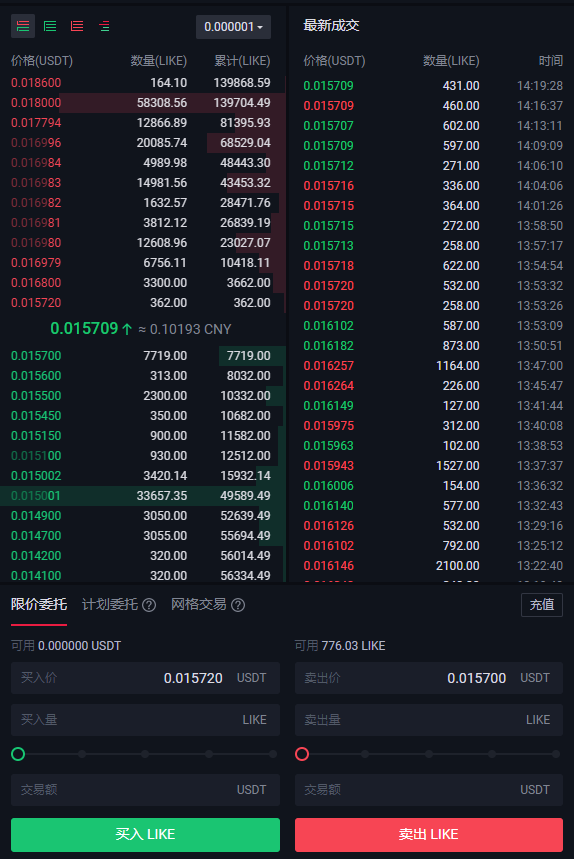 0.000001
价格(USDT) 数量(LIKE) 累计(LIKE)
0.018600 164.10 139868.59
0.018000 58308.56 139704.49
0.017794 12866.89 81395.93
0.016996 20085.74 68529.04
0.016984 4989.98 48443.30
0.016983 14981.56 43453.32
0.016982 1632.57 28471.76
0.016981 3812.12 26839.19
0.016980 12608.96 23027.07
0.016979 6756.11 10418.11
0.016800 3300.00 3662.00
0.015720 362.00 362.00
0.015709 ↑ ≈ 0.10193 CNY
0.015700 7719.00 7719.00
0.015600 313.00 8032.00
0.015500 2300.00 10332.00
0.015450 350.00 10682.00
0.015150 900.00 11582.00
0.015100 930.00 12512.00
0.015002 3420.14 15932.14
0.015001 33657.35 49589.49
0.014900 3050.00 52639.49
0.014700 3055.00 55694.49
0.014200 320.00 56014.49
0.014100 320.00 56334.49
最新成交
价格(USDT) 数量(LIKE) 时间
0.015709 431.00 14:19:28
0.015709 460.00 14:16:37
0.015707 602.00 14:13:11
0.015709 597.00 14:09:09
0.015712 271.00 14:06:10
0.015716 336.00 14:04:06
0.015715 364.00 14:01:26
0.015715 272.00 13:58:50
0.015713 258.00 13:57:17
0.015718 622.00 13:54:54
0.015720 532.00 13:53:32
0.015720 258.00 13:53:26
0.016102 587.00 13:53:09
0.016182 873.00 13:50:51
0.016257 1164.00 13:47:00
0.016264 226.00 13:45:47
0.016149 127.00 13:41:44
0.015975 312.00 13:40:08
0.015963 102.00 13:38:53
0.015943 1527.00 13:37:37
0.016006 154.00 13:36:32
0.016140 577.00 13:32:43
0.016126 532.00 13:29:16
0.016102 792.00 13:25:12
0.016146 2100.00 13:22:40
限价委托 计划委托 ? 网格交易 ? 充值
可用 0.000000 USDT
买入价 0.015720 USDT
买入量 LIKE
交易额 USDT
买入 LIKE
可用 776.03 LIKE
卖出价 0.015700 USDT
卖出量 LIKE
交易额 USDT
卖出 LIKE